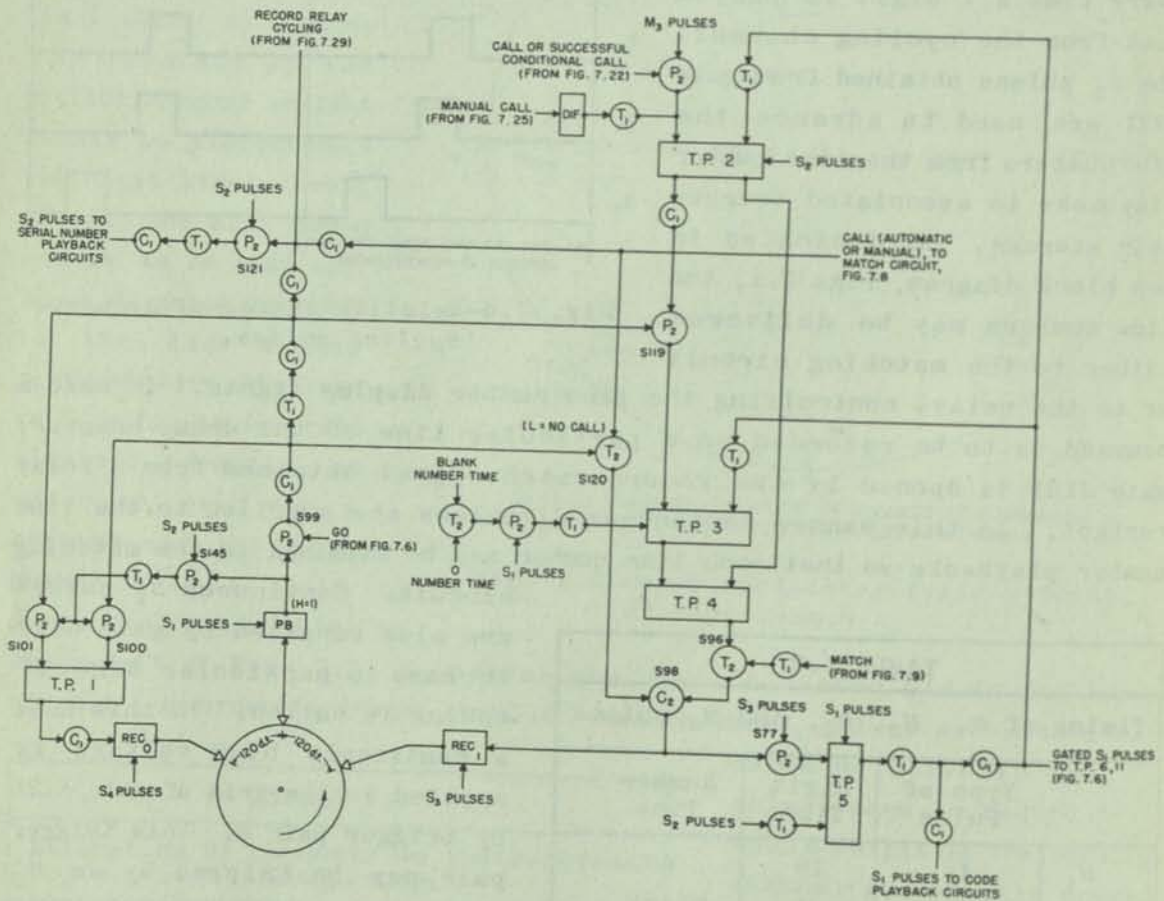 RECORD RELAY
CYCLING
(FROM FIG. 7.29)
M₃ PULSES
CALL OR SUCCESSFUL
CONDITIONAL CALL
(FROM FIG. 7.22)
P₂
T₁
MANUAL CALL
(FROM FIG. 7.25)
DIF
T₁
T.P. 2
S₂ PULSES
S₂ PULSES
S₂ PULSES TO
SERIAL NUMBER
PLAYBACK
CIRCUITS
C₁
T₁
P₂
C₁
S121
C₁
CALL (AUTOMATIC
OR MANUAL), TO
MATCH CIRCUIT,
FIG. 7.8
C₁
P₂
S119
C₁
T₁
(L = NO CALL)
T₂
S120
T₁
BLANK
NUMBER TIME
C₁
S99
P₂
GO
(FROM FIG. 7.6)
T₂
P₂
T₁
T.P. 3
O
NUMBER TIME
S₁ PULSES
S₂ PULSES
S145
T₁
P₂
T.P. 4
(H=1)
S₁ PULSES
PB
P₂
P₂
S101
S100
S96
T₂
T₁
MATCH
(FROM FIG. 7.9)
T.P. 1
S98
C₂
S₃ PULSES
S₁ PULSES
S77
C₁
REC₀
120 d.t.
120 d.t.
REC₁
P₂
T.P. 5
T₁
C₁
GATED S₁ PULSES
TO T.P. 6, 11
(FIG. 7.6)
S₄ PULSES
S₃ PULSES
S₂ PULSES
T₁
C₁
S₁ PULSES TO CODE
PLAYBACK CIRCUITS